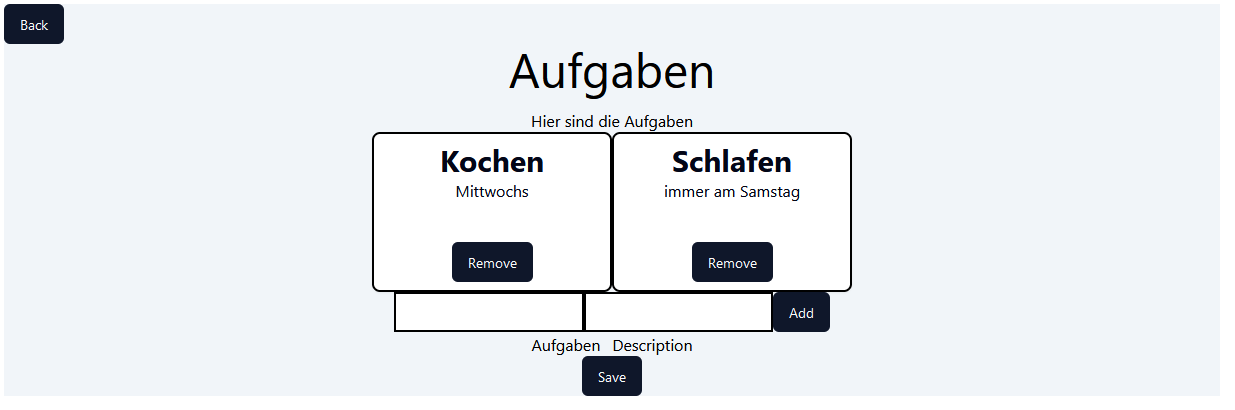 Back
Aufgaben
Hier sind die Aufgaben
Kochen
Mittwochs
Remove
Schlafen
immer am Samstag
Remove
Add
Aufgaben Description
Save